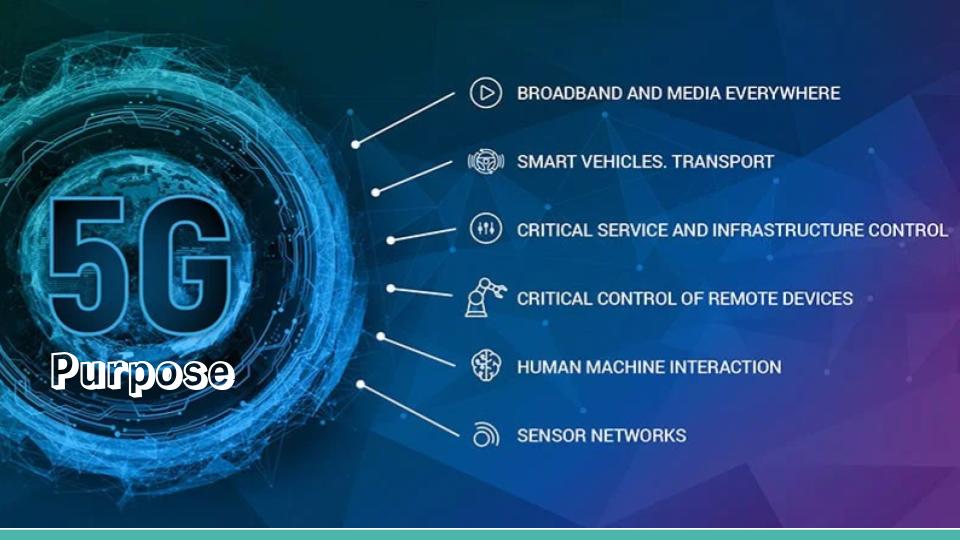 5G
Purpose
BROADBAND AND MEDIA EVERYWHERE
SMART VEHICLES. TRANSPORT
CRITICAL SERVICE AND INFRASTRUCTURE CONTROL
CRITICAL CONTROL OF REMOTE DEVICES
HUMAN MACHINE INTERACTION
SENSOR NETWORKS